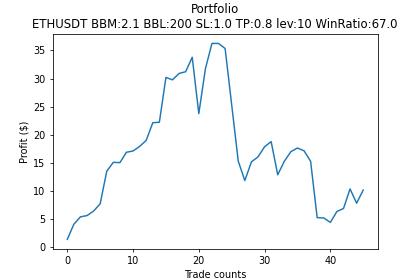 Portfolio
ETHUSDT BBM:2.1 BBL:200 SL:1.0 TP:0.8 lev:10 WinRatio:67.0
35
30
25
20
15
10
5
0
Profit ($)
0 10 20 30 40
Trade counts